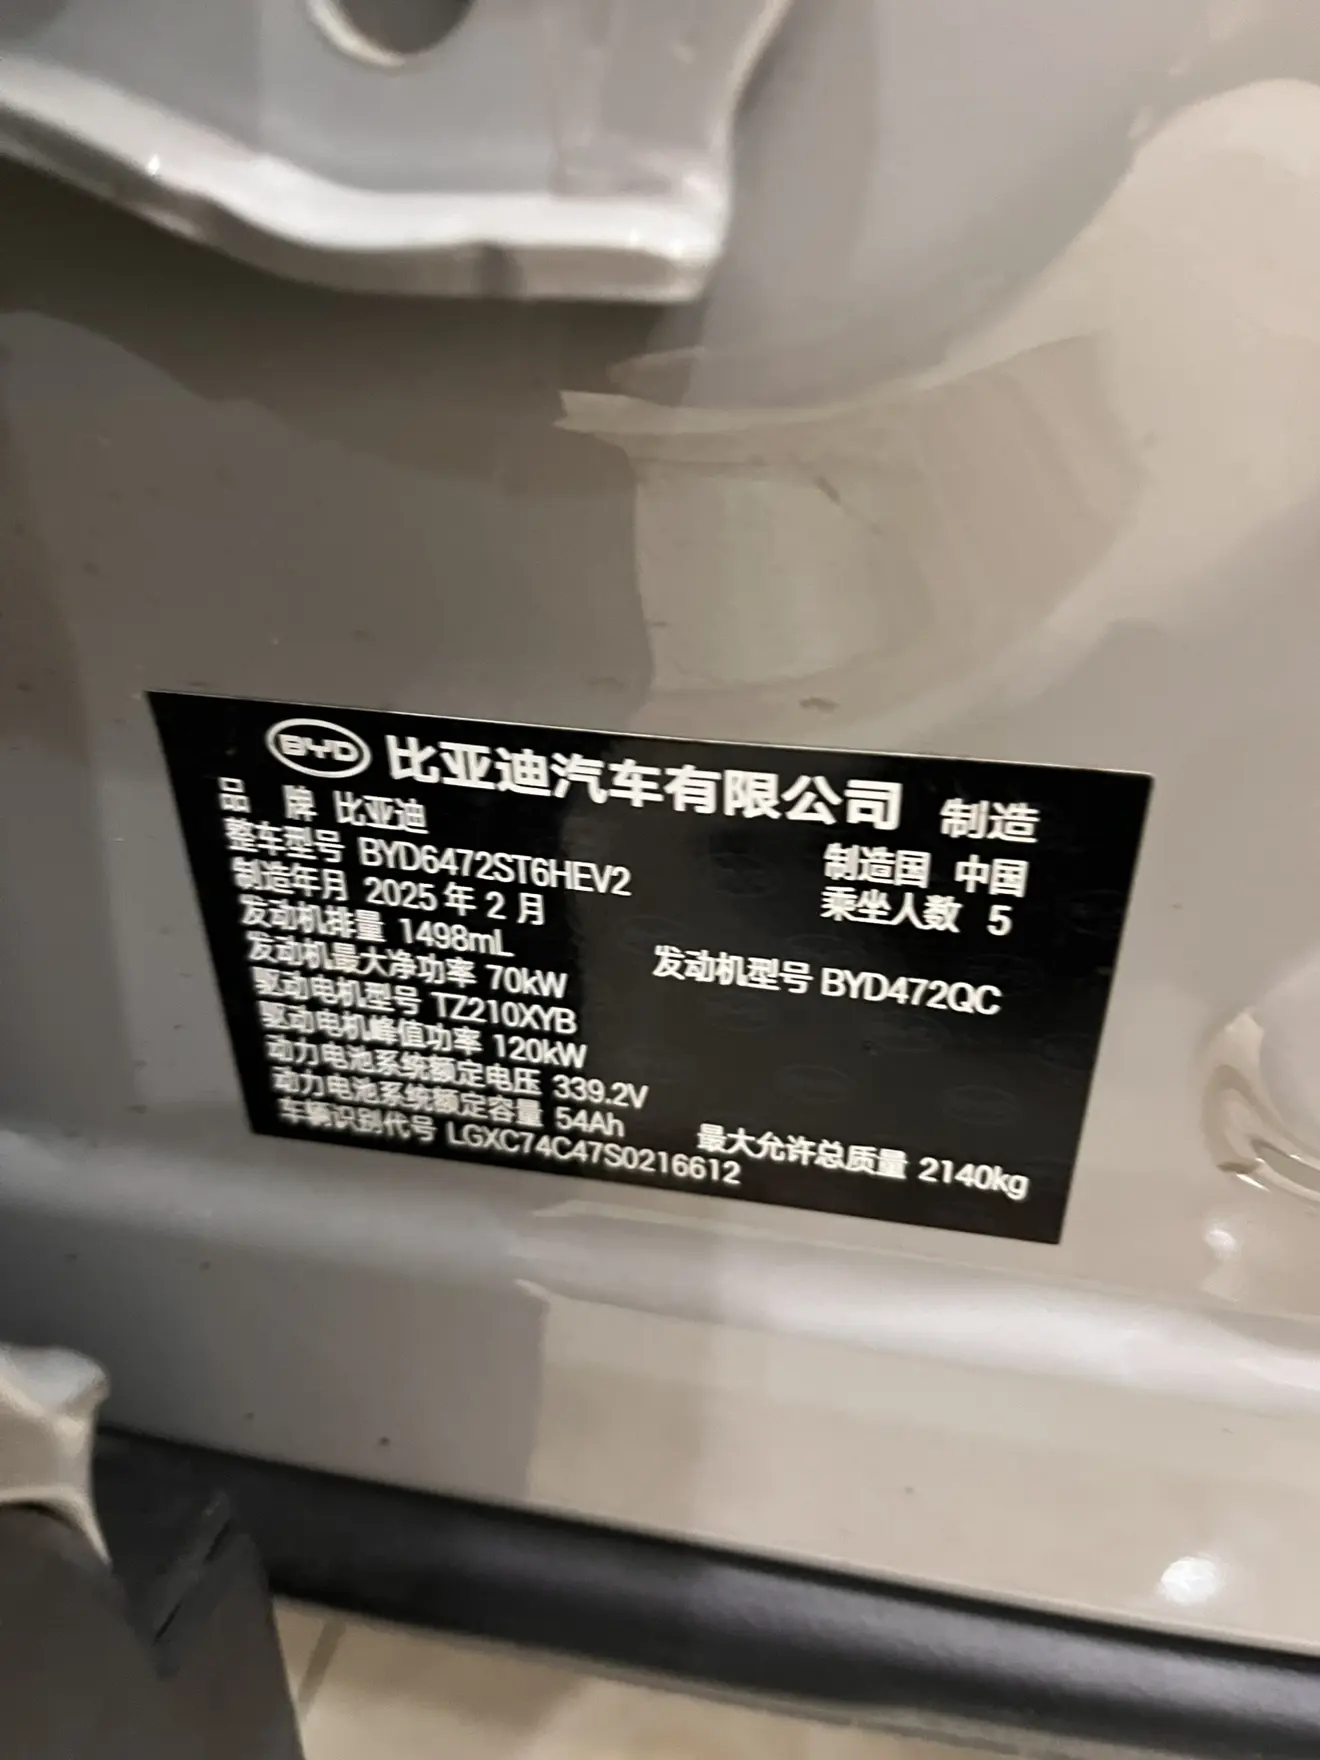 BYD 比亚迪汽车有限公司 制造
品 牌 比亚迪
制造国 中国
整车型号 BYD6472ST6HEV2
乘坐人数 5
制造年月 2025 年 2 月
发动机排量 1498mL
发动机型号 BYD472QC
发动机最大净功率 70kW
驱动电机型号 TZ210XYB
驱动电机峰值功率 120kW
动力电池系统额定电压 339.2V
动力电池系统额定容量 54Ah
最大允许总质量 2140kg
车辆识别代号 LGXC74C47S0216612